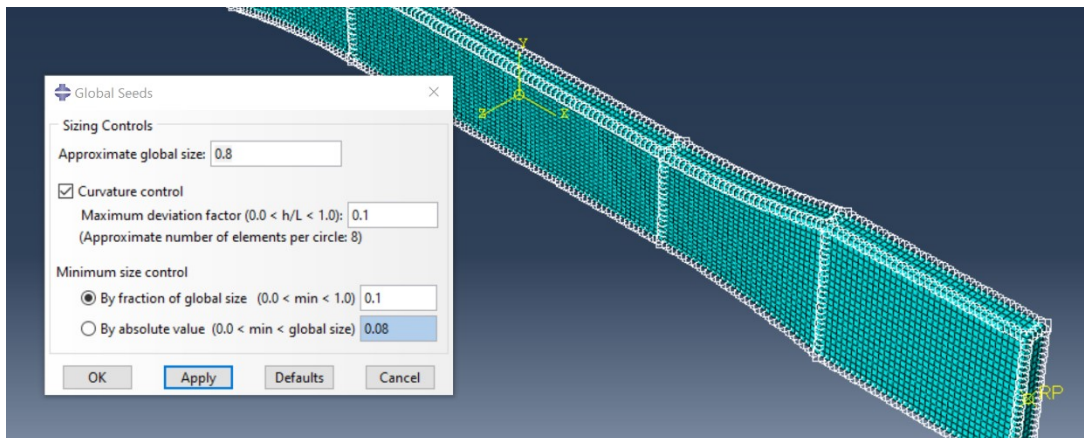 Global Seeds
Sizing Controls
Approximate global size: 0.8
Curvature control
Maximum deviation factor (0.0 < h/L < 1.0): 0.1
(Approximate number of elements per circle: 8)
Minimum size control
By fraction of global size (0.0 < min < 1.0) 0.1
By absolute value (0.0 < min < global size) 0.08
OK Apply Defaults Cancel
Y
Z X
RP